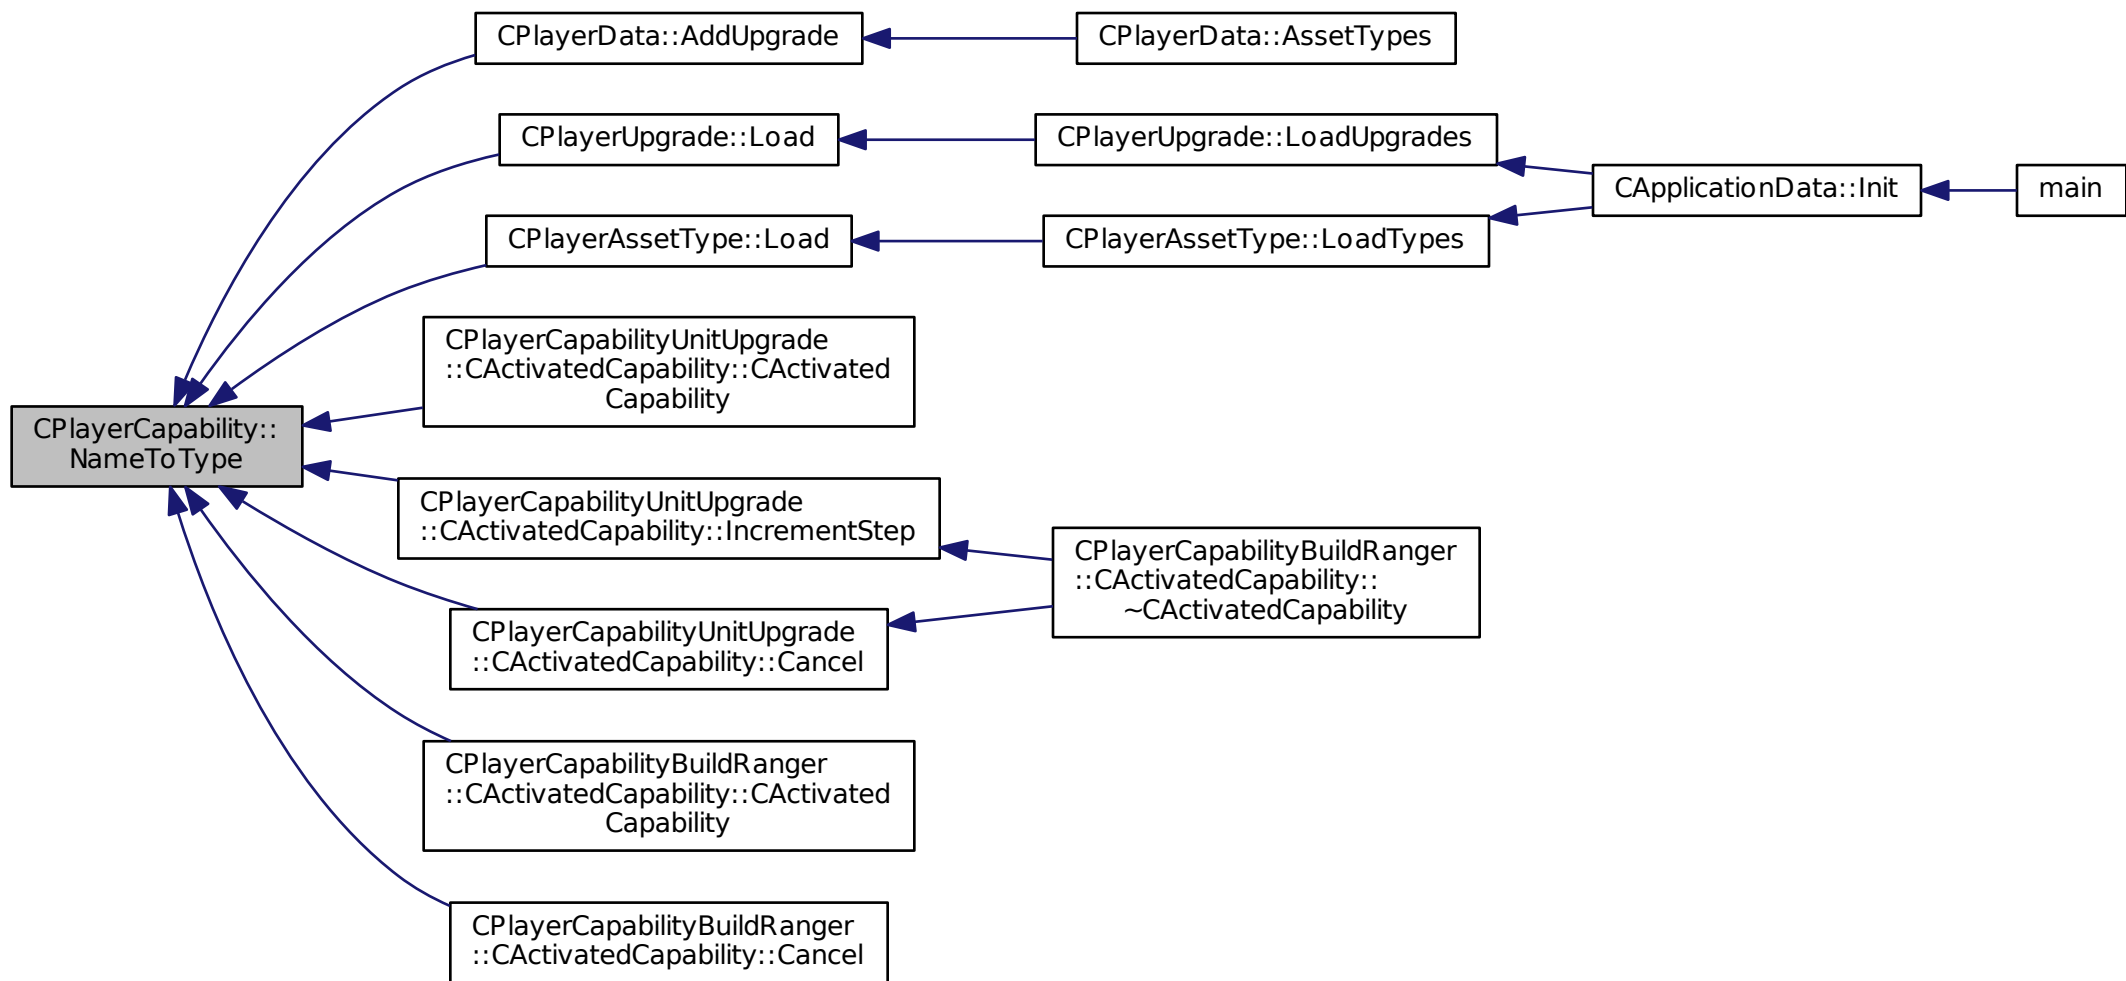 CPlayerData::AddUpgrade
CPlayerData::AssetTypes
CPlayerUpgrade::Load
CPlayerUpgrade::LoadUpgrades
CApplicationData::Init
main
CPlayerAssetType::Load
CPlayerAssetType::LoadTypes
CPlayerCapabilityUnitUpgrade
::CActivatedCapability::CActivated
Capability
CPlayerCapability::
NameToType
CPlayerCapabilityUnitUpgrade
::CActivatedCapability::IncrementStep
CPlayerCapabilityBuildRanger
::CActivatedCapability::
~CActivatedCapability
CPlayerCapabilityUnitUpgrade
::CActivatedCapability::Cancel
CPlayerCapabilityBuildRanger
::CActivatedCapability::CActivated
Capability
CPlayerCapabilityBuildRanger
::CActivatedCapability::Cancel